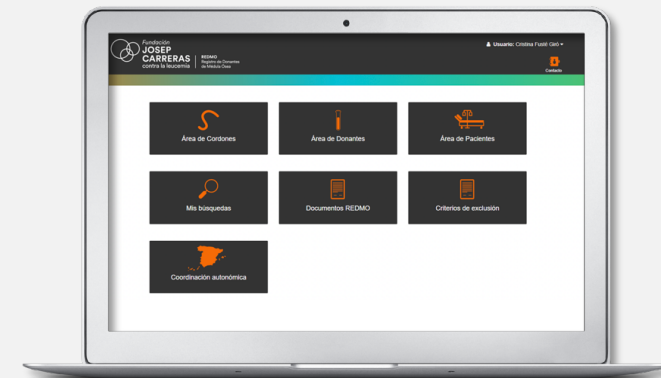 Fundación
JOSEP
CARRERAS
contra la leucemia
REDMO
Registro de Donantes
de Médula Ósea
Usuario: Cristina Fusté Giró
Contacto
Área de Cordones
Área de Donantes
Área de Pacientes
Mis búsquedas
Documentos REDMO
Criterios de exclusión
Coordinación autonómica